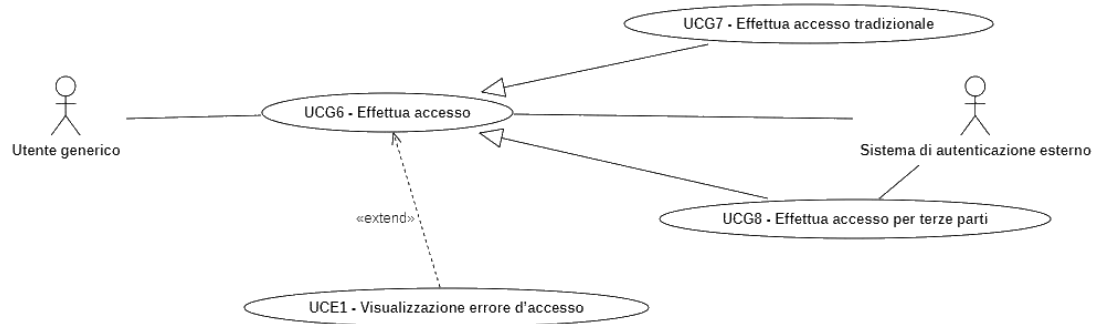 UCG7 - Effettua accesso tradizionale
UCG6 - Effettua accesso
Utente generico
Sistema di autenticazione esterno
«extend»
UCG8 - Effettua accesso per terze parti
UCE1 - Visualizzazione errore d'accesso